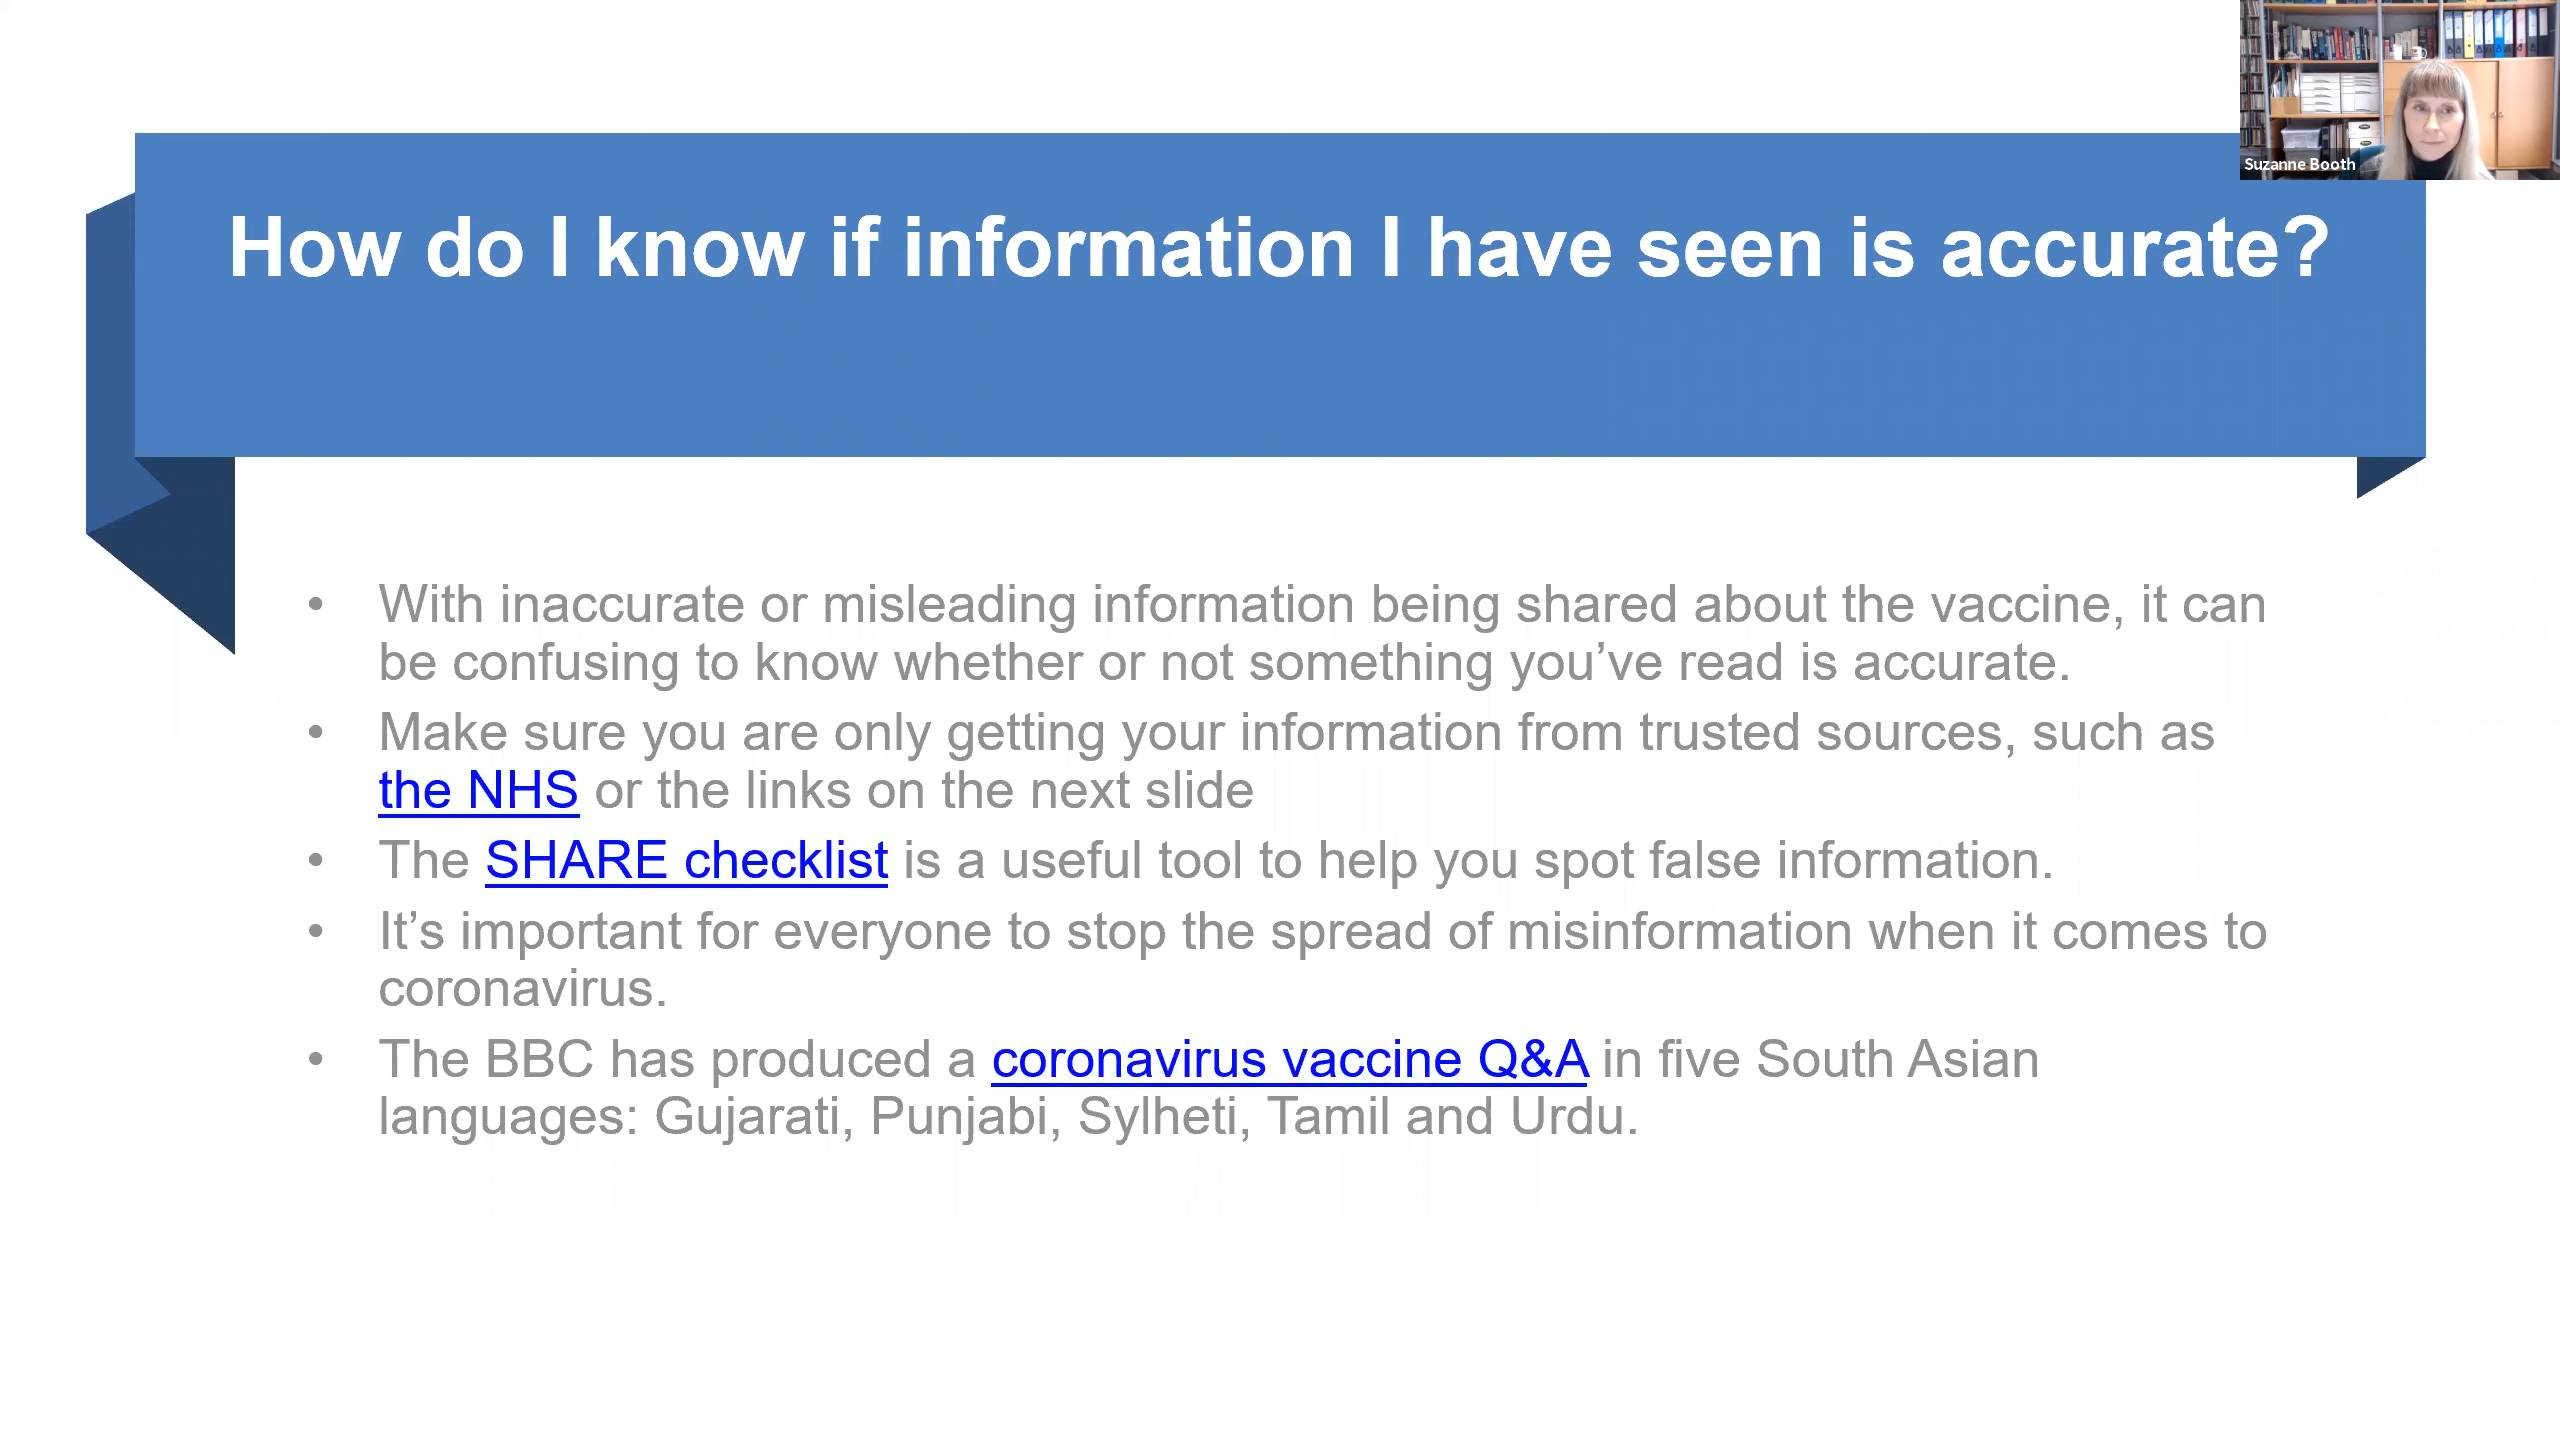 Suzanne Booth
How do I know if information I have seen is accurate?
• With inaccurate or misleading information being shared about the vaccine, it can
be confusing to know whether or not something you’ve read is accurate.
• Make sure you are only getting your information from trusted sources, such as
the NHS or the links on the next slide
• The SHARE checklist is a useful tool to help you spot false information.
• It’s important for everyone to stop the spread of misinformation when it comes to
coronavirus.
• The BBC has produced a coronavirus vaccine Q&A in five South Asian
languages: Gujarati, Punjabi, Sylheti, Tamil and Urdu.